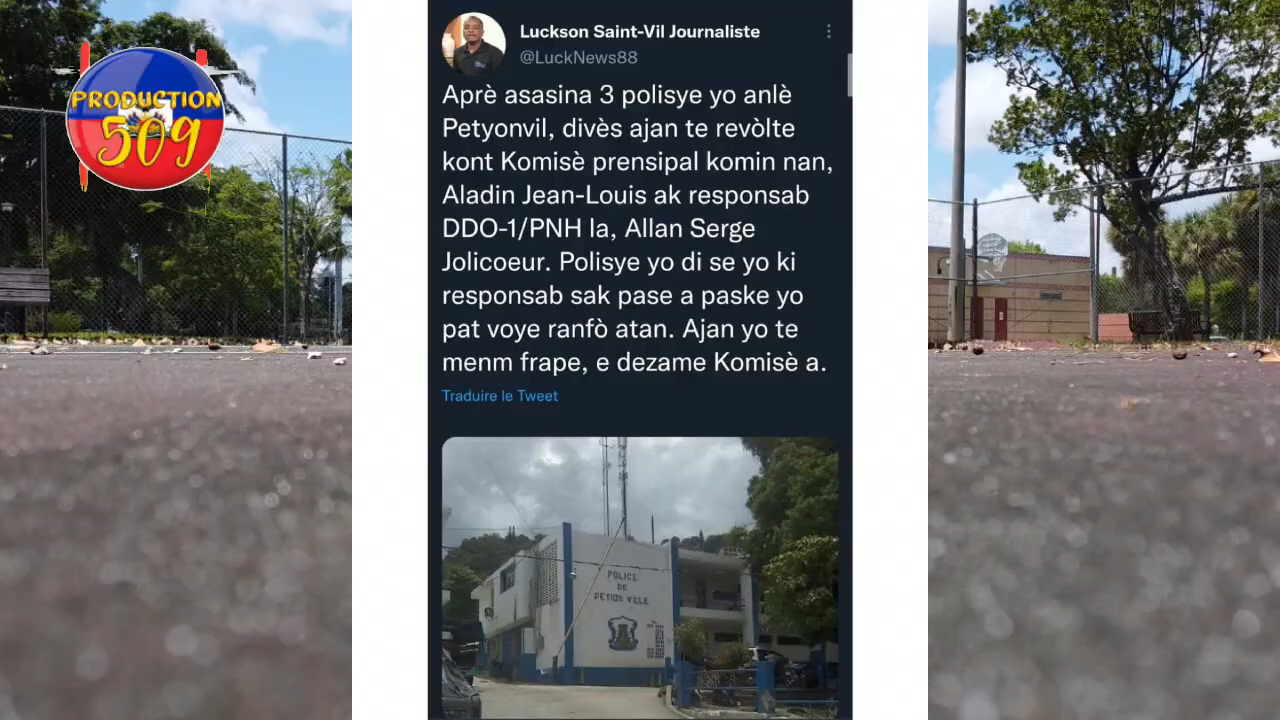 PRODUCTION
509
Luckson Saint-Vil Journaliste
@LuckNews88
Aprè asasina 3 polisye yo anlè
Petyonvil, divès ajan te revòlte
kont Komisè prensipal komin nan,
Aladin Jean-Louis ak responsab
DDO-1/PNH la, Allan Serge
Jolicoeur. Polisye yo di se yo ki
responsab sak pase a paske yo
pat voye ranfò atan. Ajan yo te
menm frape, e dezame Komisè a.
Traduire le Tweet
POLICE
DE
PETION VILLE